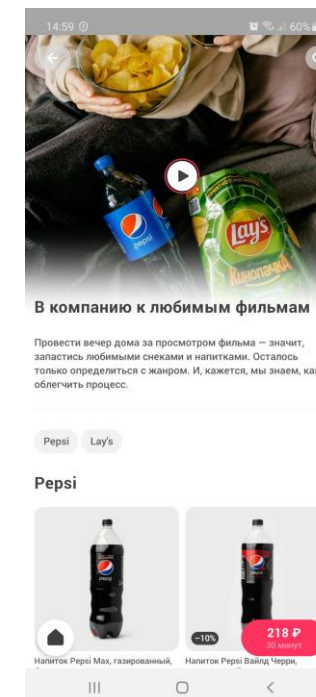 14:59
60%
pepsi
Lay's
КиноПачка
В компанию к любимым фильмам
Провести вечер дома за просмотром фильма — значит,
запастись любимыми снеками и напитками. Осталось
только определиться с жанром. И, кажется, мы знаем, как
облегчить процесс.
Pepsi Lay's
Pepsi
pepsi
−10%
218 ₽
30 минут
Напиток Pepsi Max, газированный,
Напиток Pepsi Вайлд Черри,